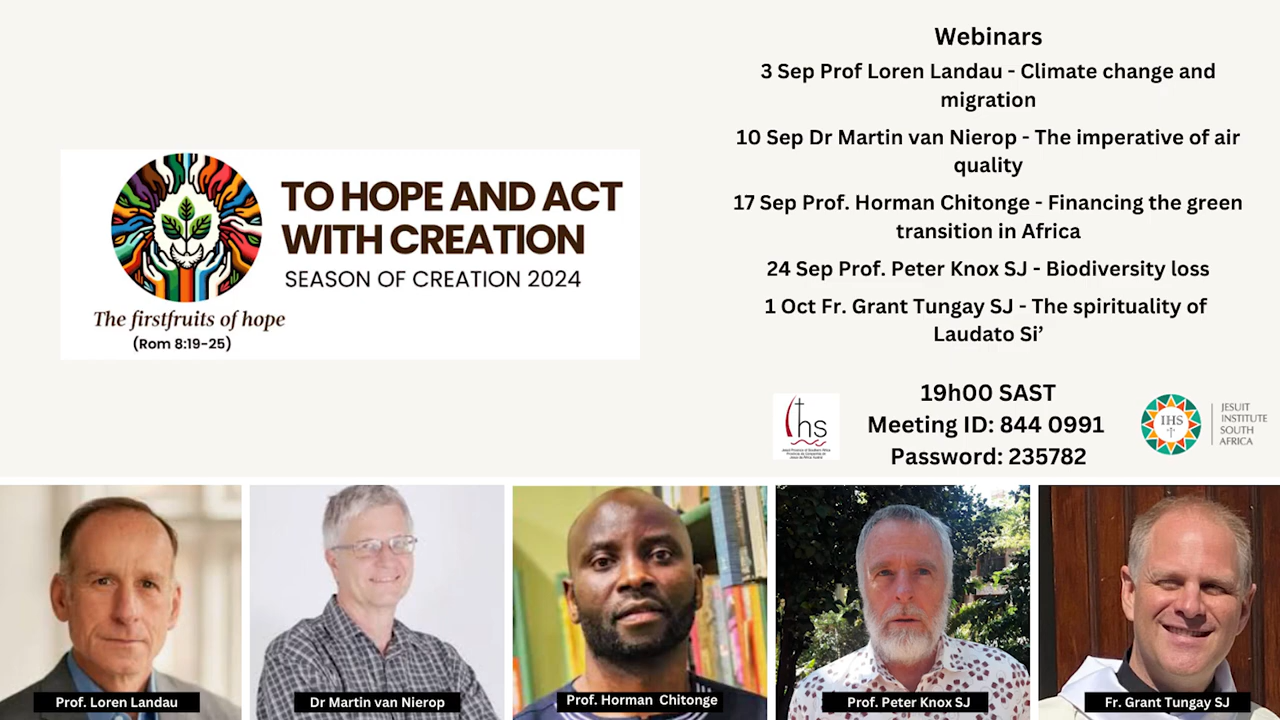 Webinars
3 Sep Prof Loren Landau - Climate change and
migration
10 Sep Dr Martin van Nierop - The imperative of air
quality
17 Sep Prof. Horman Chitonge - Financing the green
transition in Africa
24 Sep Prof. Peter Knox SJ - Biodiversity loss
1 Oct Fr. Grant Tungay SJ - The spirituality of
Laudato Si’
TO HOPE AND ACT
WITH CREATION
SEASON OF CREATION 2024
The firstfruits of hope
(Rom 8:19-25)
19h00 SAST
Meeting ID: 844 0991
Password: 235782
ihs
IHS
JESUIT
INSTITUTE
SOUTH
AFRICA
Prof. Loren Landau
Dr Martin van Nierop
Prof. Horman Chitonge
Prof. Peter Knox SJ
Fr. Grant Tungay SJ